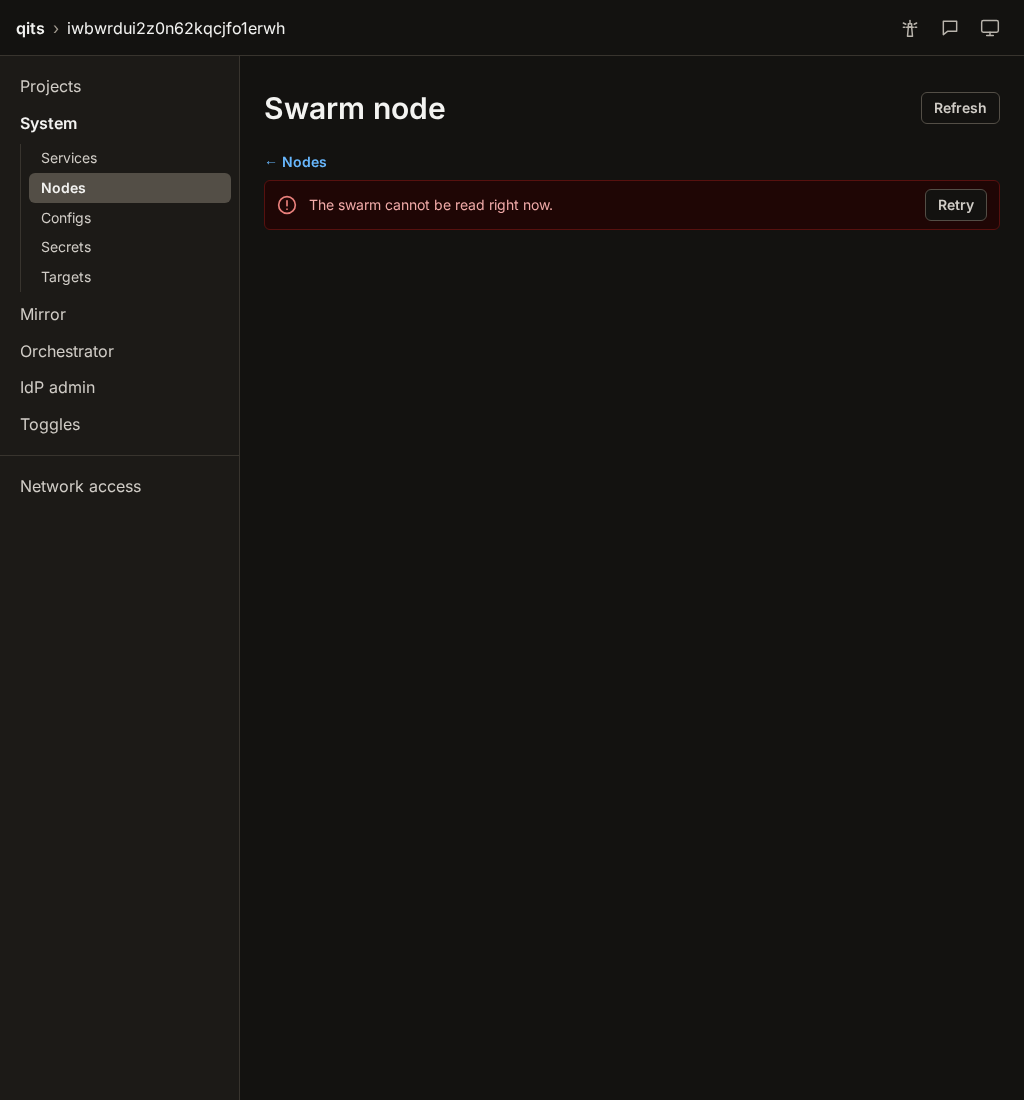 qits › iwbwrdui2z0n62kqcjfo1erwh
Projects
System
Services
Nodes
Configs
Secrets
Targets
Mirror
Orchestrator
IdP admin
Toggles
Network access
Swarm node
Refresh
← Nodes
The swarm cannot be read right now.
Retry